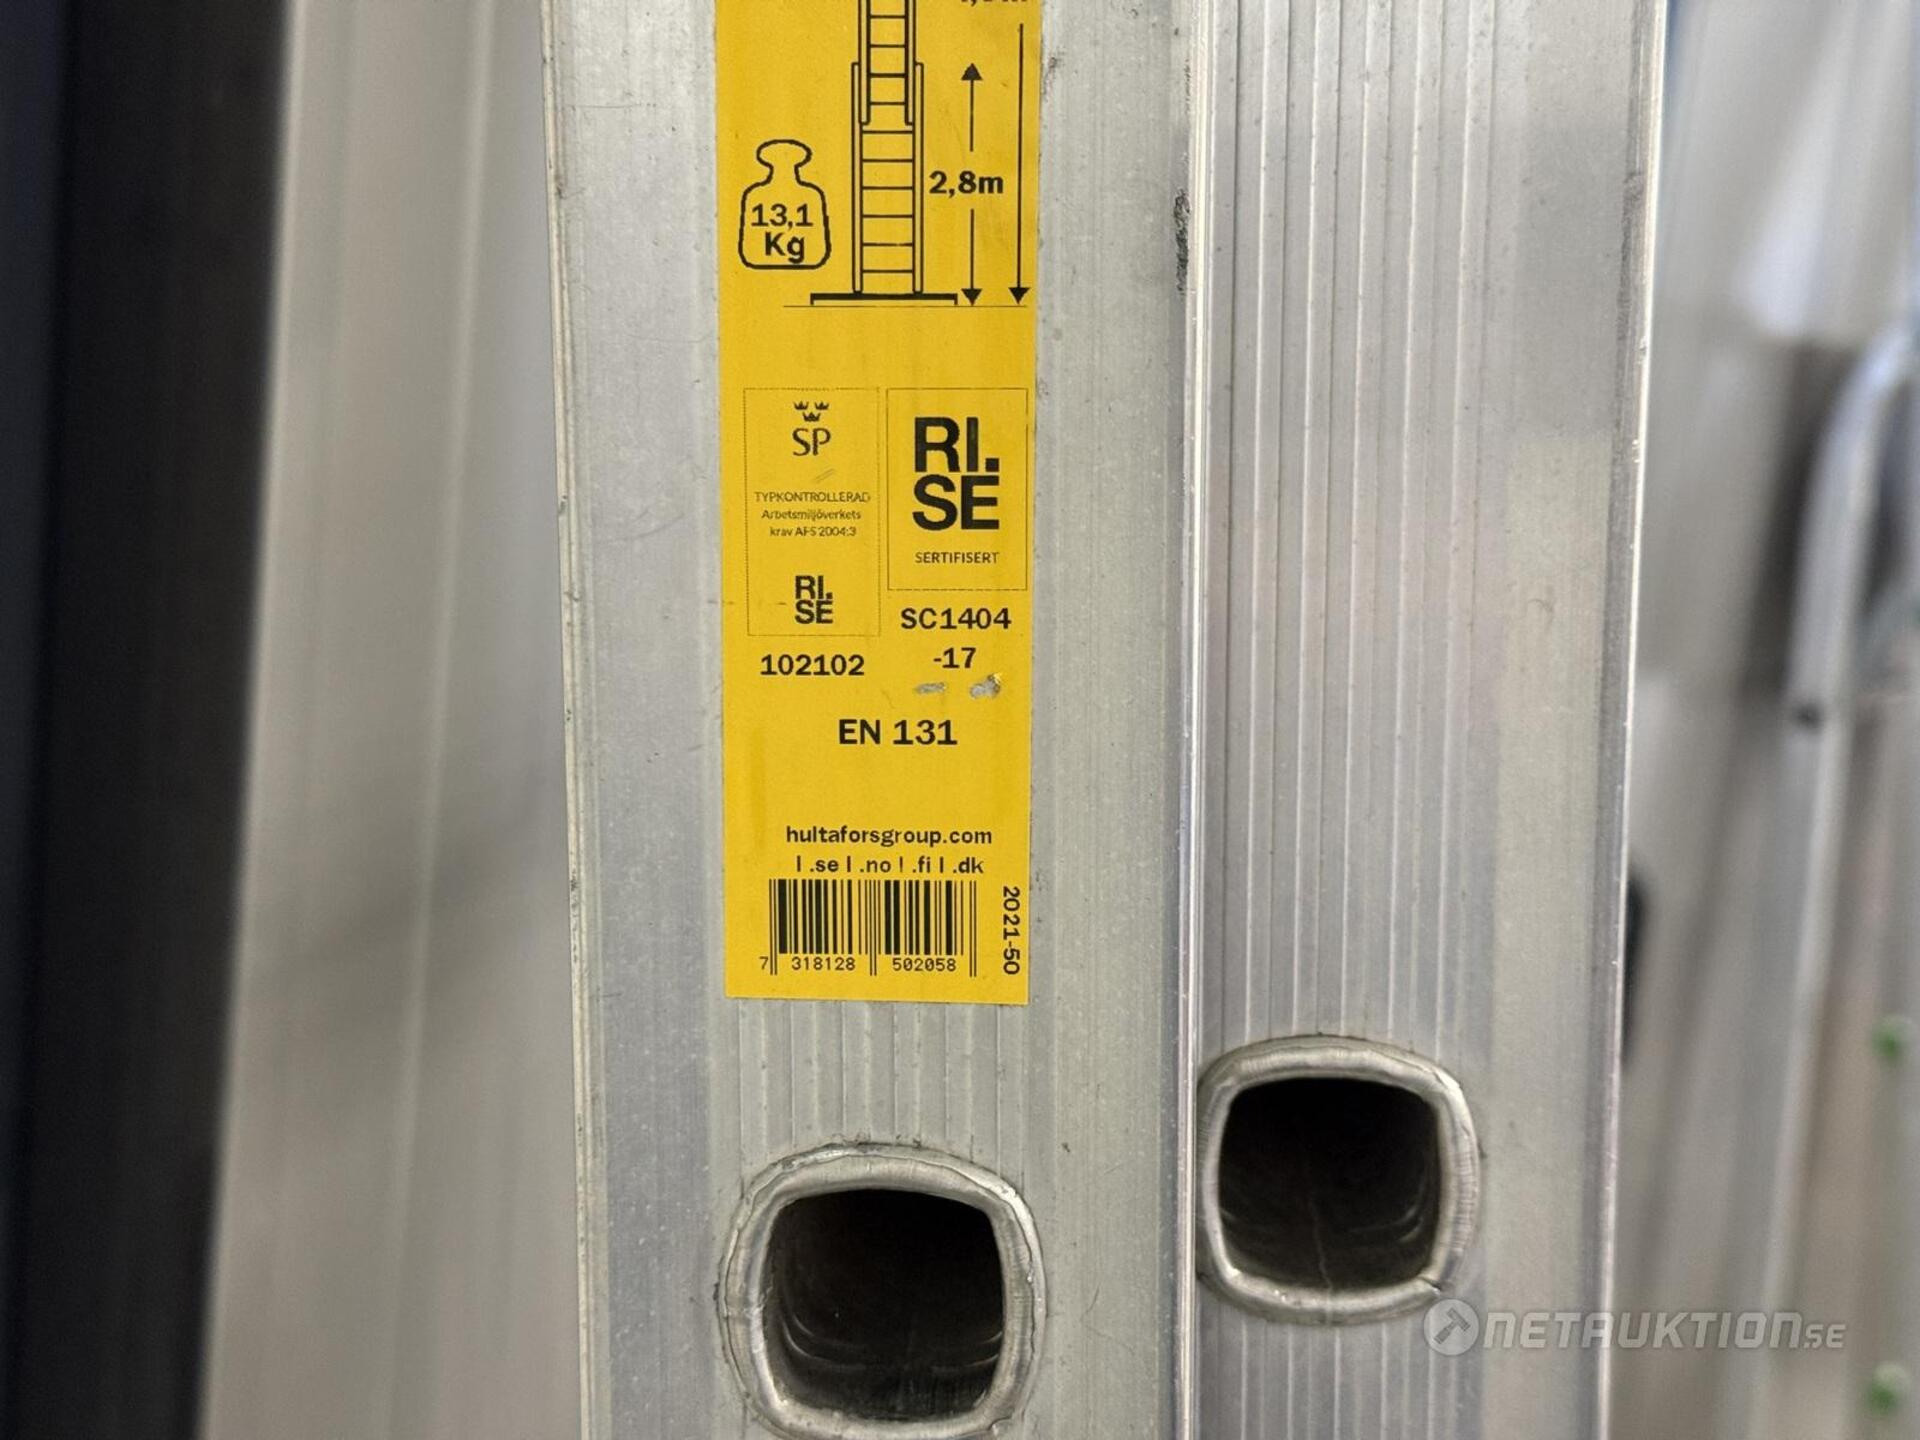 2,8m
13,1
Kg
SP
TYPKONTROLLERAD
Arbetsmiljöverkets
krav AFS 2004:3
RI.
SE
102102
RI.
SE
SERTIFISERT
SC1404
-17
EN 131
hultaforsgroup.com
| .se | .no | .fi | .dk
7 318128 502058
2021-50
NETAUKTION.SE